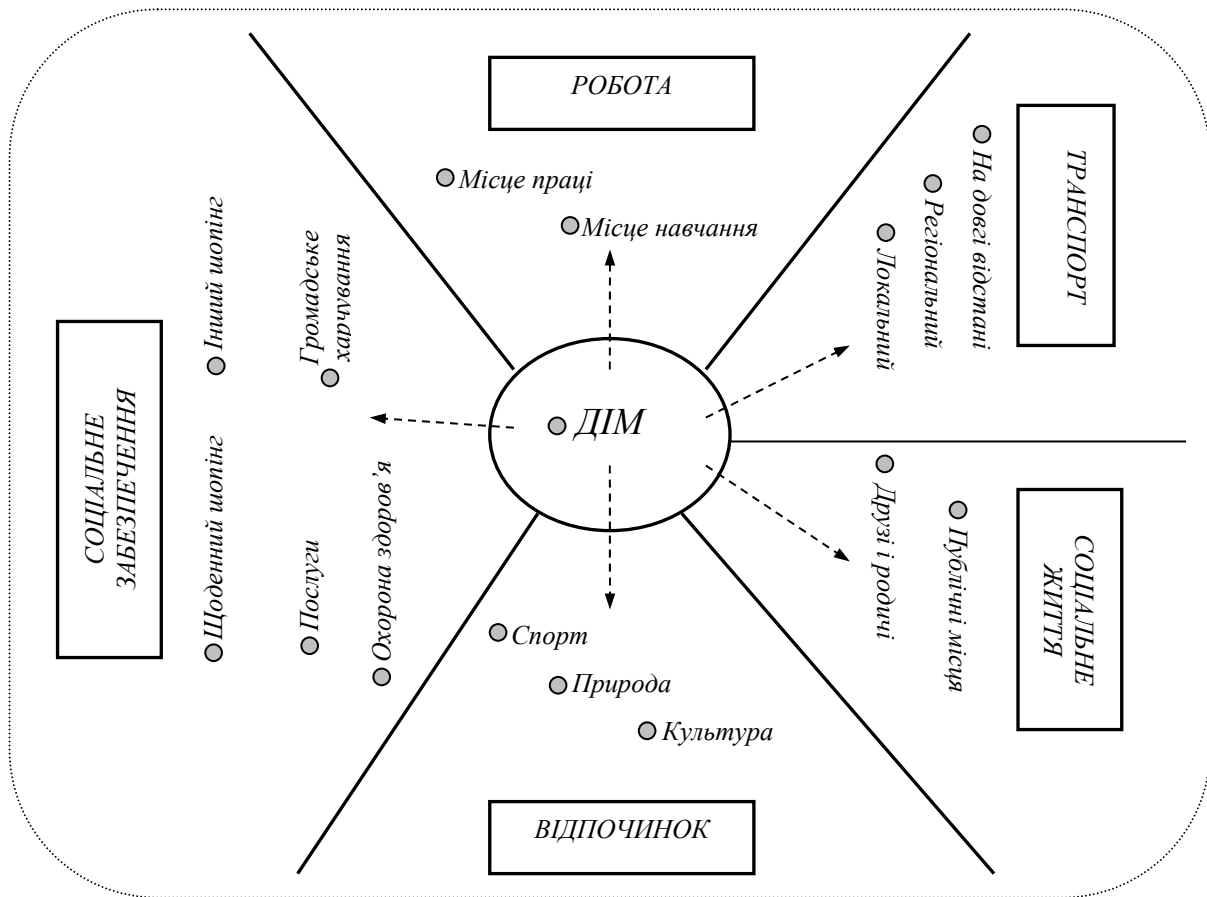 РОБОТА
Місце праці
Місце навчання
ТРАНСПОРТ
На довгі відстані
Регіональний
Локальний
СОЦІАЛЬНЕ
ЗАБЕЗПЕЧЕННЯ
Інший шопінг
Громадське
харчування
Щоденний шопінг
Послуги
Охорона здоров’я
ДІМ
СОЦІАЛЬНЕ
ЖИТТЯ
Публічні місця
Друзі і родичі
Спорт
Природа
Культура
ВІДПОЧИНОК